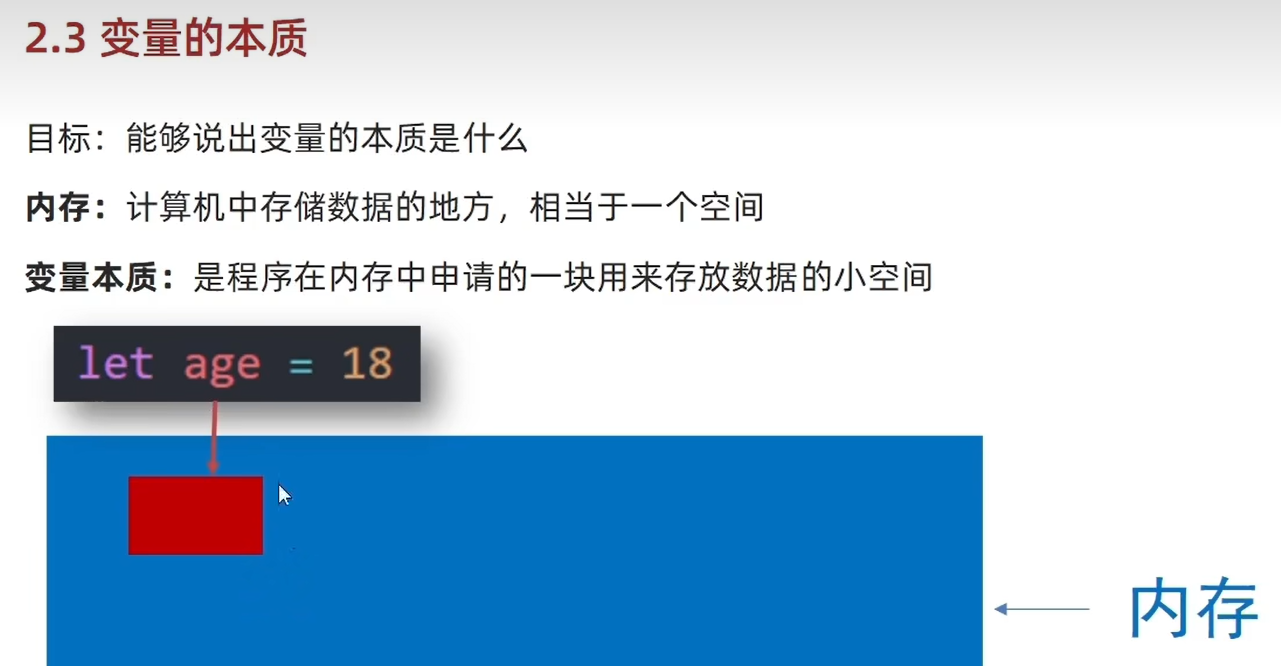 2.3 变量的本质
目标：能够说出变量的本质是什么
内存：计算机中存储数据的地方，相当于一个空间
变量本质：是程序在内存中申请的一块用来存放数据的小空间
let age = 18
内存